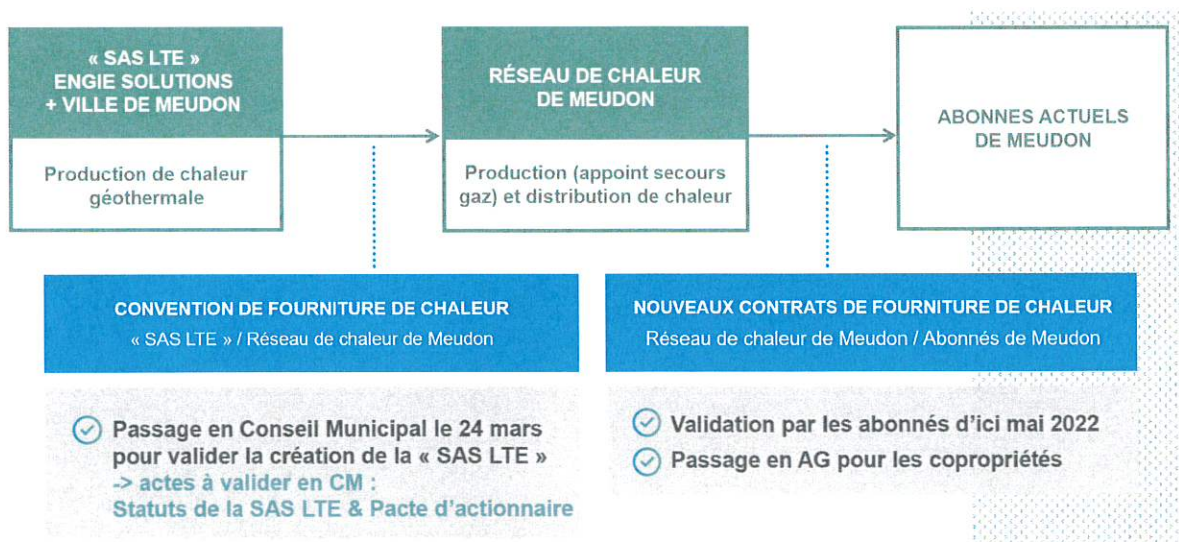 « SAS LTE »
ENGIE SOLUTIONS
+ VILLE DE MEUDON
Production de chaleur
géothermale
RÉSEAU DE CHALEUR
DE MEUDON
Production (appoint secours
gaz) et distribution de chaleur
ABONNES ACTUELS
DE MEUDON
CONVENTION DE FOURNITURE DE CHALEUR
« SAS LTE » / Réseau de chaleur de Meudon
Passage en Conseil Municipal le 24 mars
pour valider la création de la « SAS LTE »
-> actes à valider en CM :
Statuts de la SAS LTE & Pacte d'actionnaire
NOUVEAUX CONTRATS DE FOURNITURE DE CHALEUR
Réseau de chaleur de Meudon / Abonnés de Meudon
Validation par les abonnés d'ici mai 2022
Passage en AG pour les copropriétés